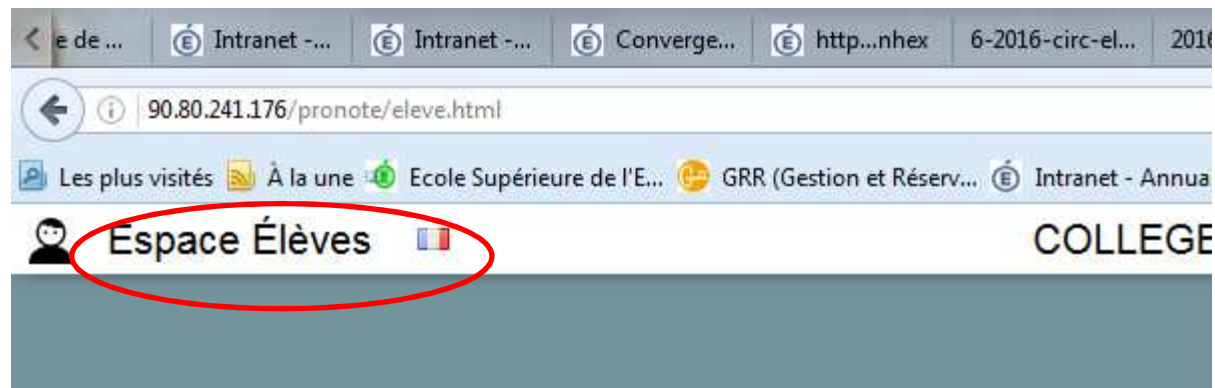 e de ... Intranet -... Intranet -... Converge... http...nhex 6-2016-circ-el... 2016
90.80.241.176/pronote/eleve.html
Les plus visités À la une Ecole Supérieure de l'E... GRR (Gestion et Réserv... Intranet - Annua
Espace Élèves COLLEGE